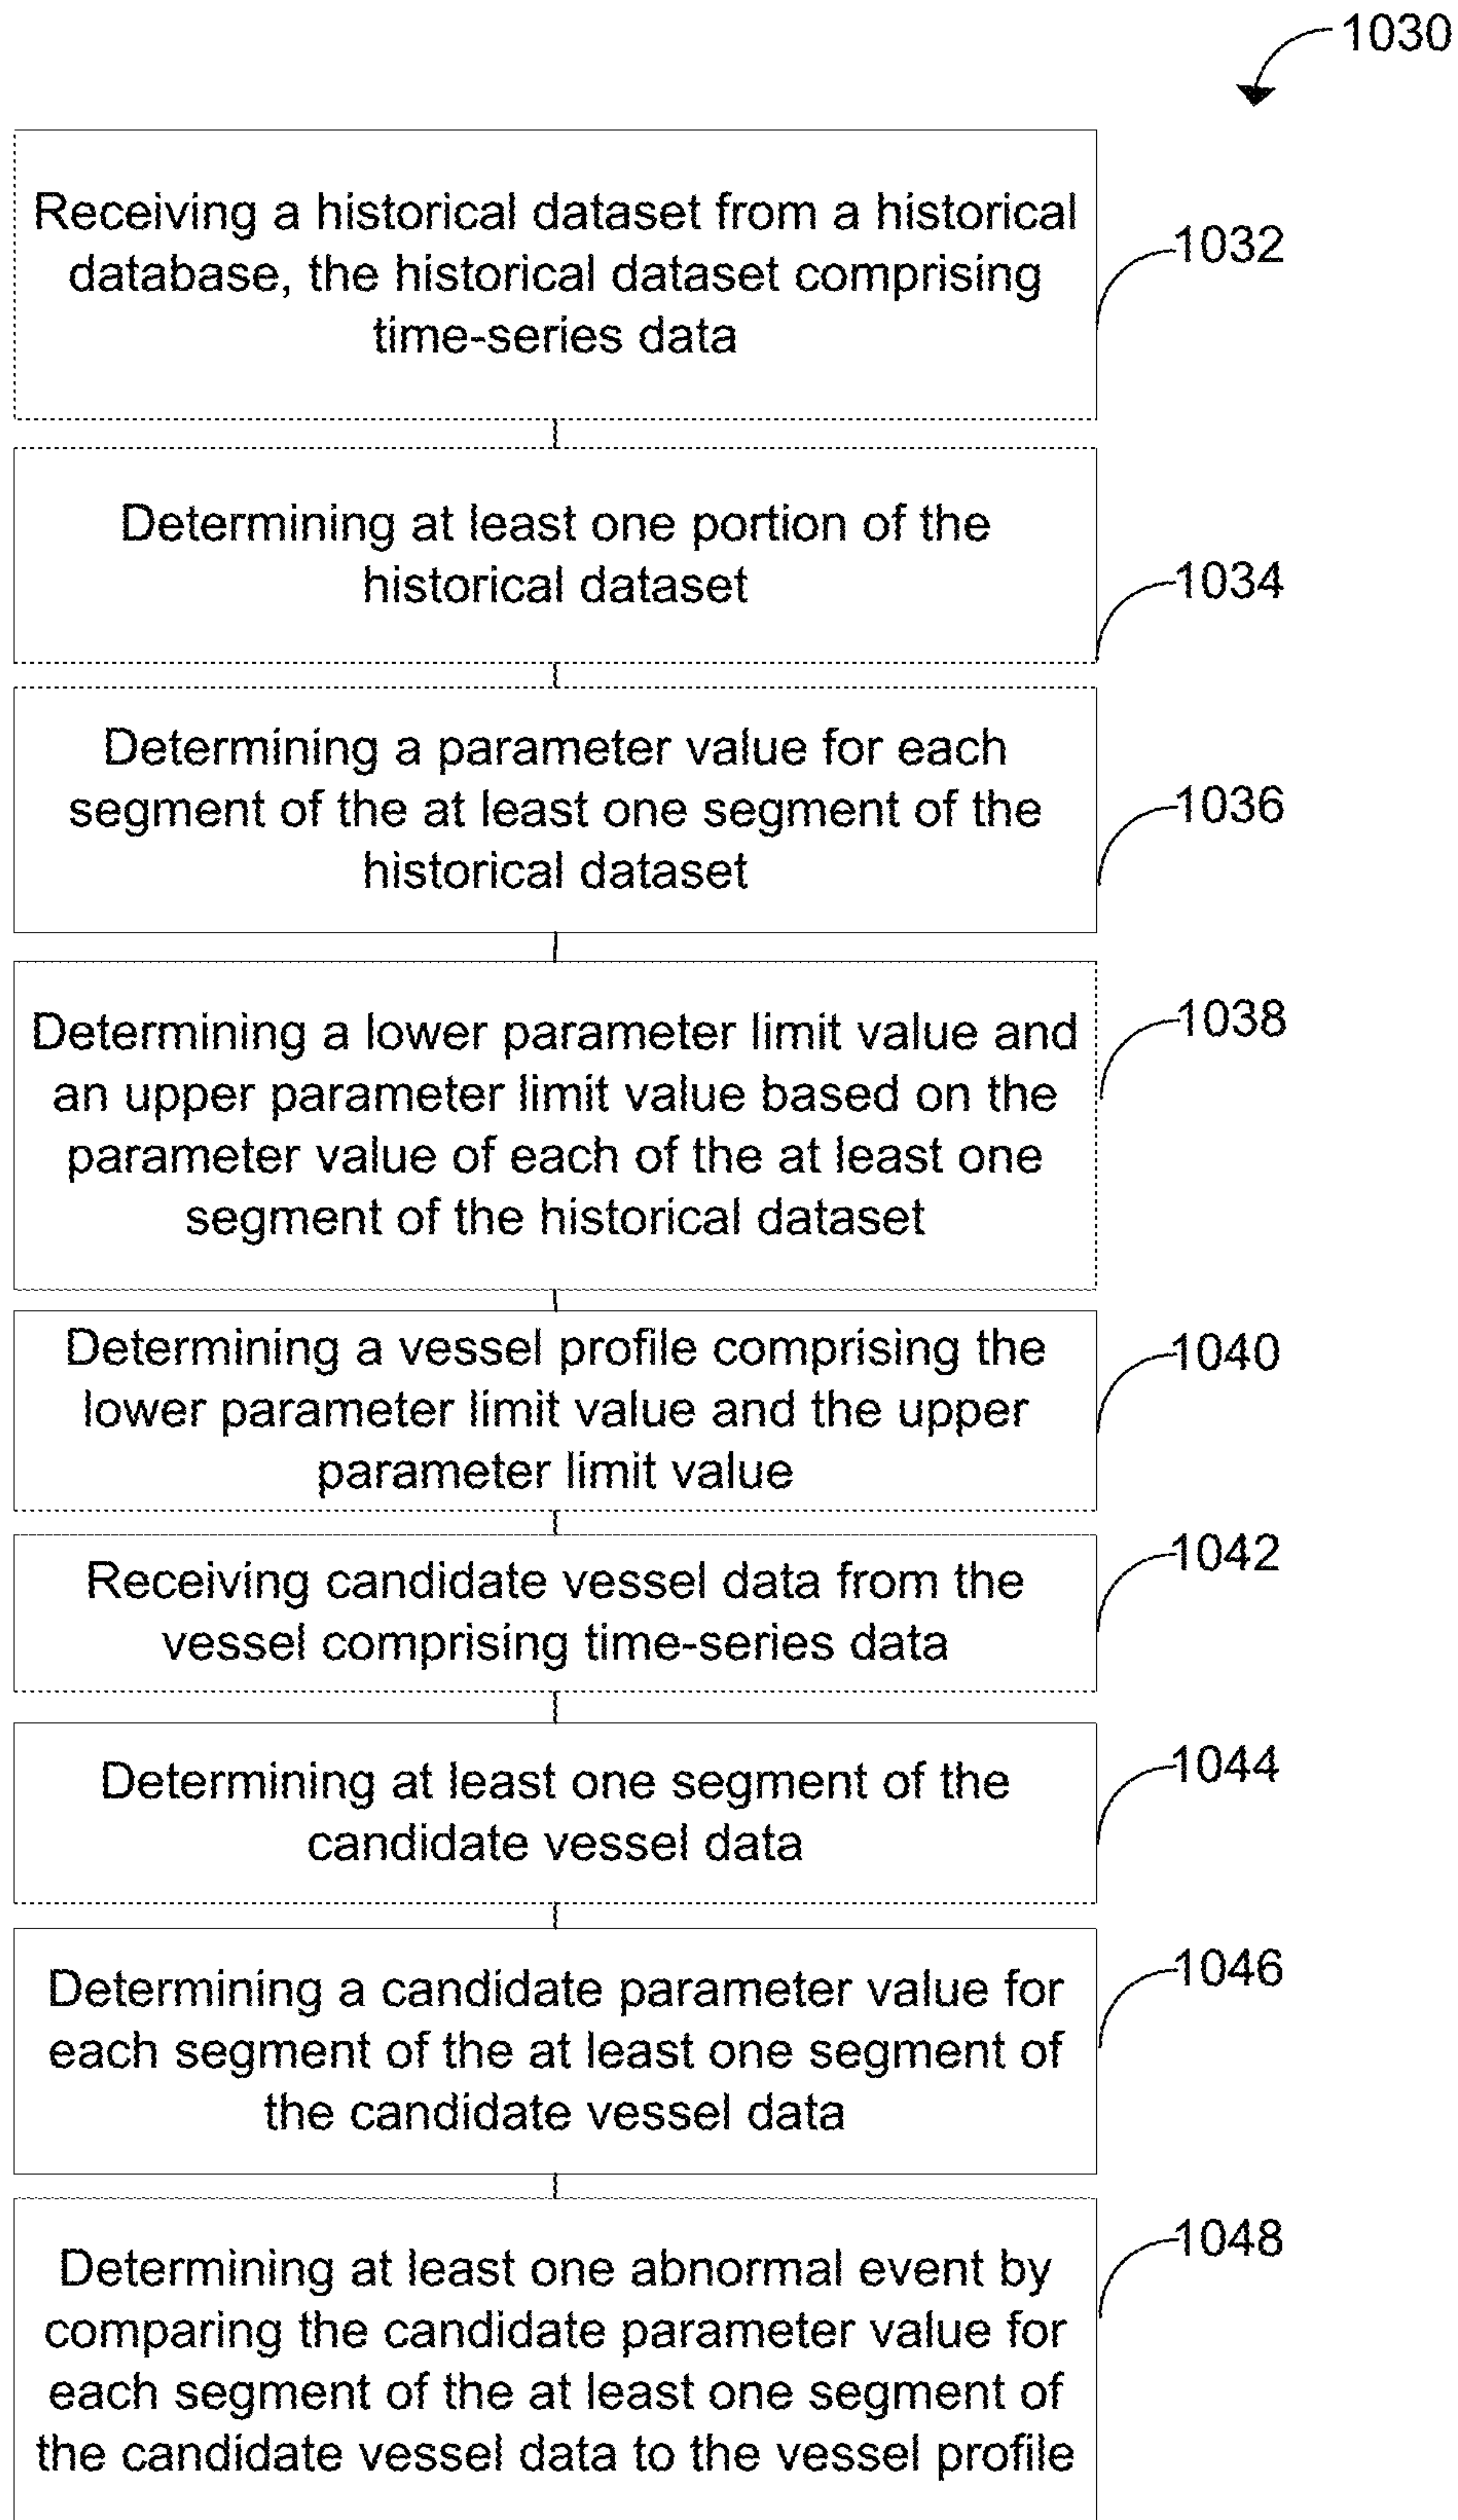 1030
Receiving a historical dataset from a historical
database, the historical dataset comprising
time-series data
1032
Determining at least one portion of the
historical dataset
1034
Determining a parameter value for each
segment of the at least one segment of the
historical dataset
1036
Determining a lower parameter limit value and
an upper parameter limit value based on the
parameter value of each of the at least one
segment of the historical dataset
1038
Determining a vessel profile comprising the
lower parameter limit value and the upper
parameter limit value
1040
Receiving candidate vessel data from the
vessel comprising time-series data
1042
Determining at least one segment of the
candidate vessel data
1044
Determining a candidate parameter value for
each segment of the at least one segment of
the candidate vessel data
1046
Determining at least one abnormal event by
comparing the candidate parameter value for
each segment of the at least one segment of
the candidate vessel data to the vessel profile
1048